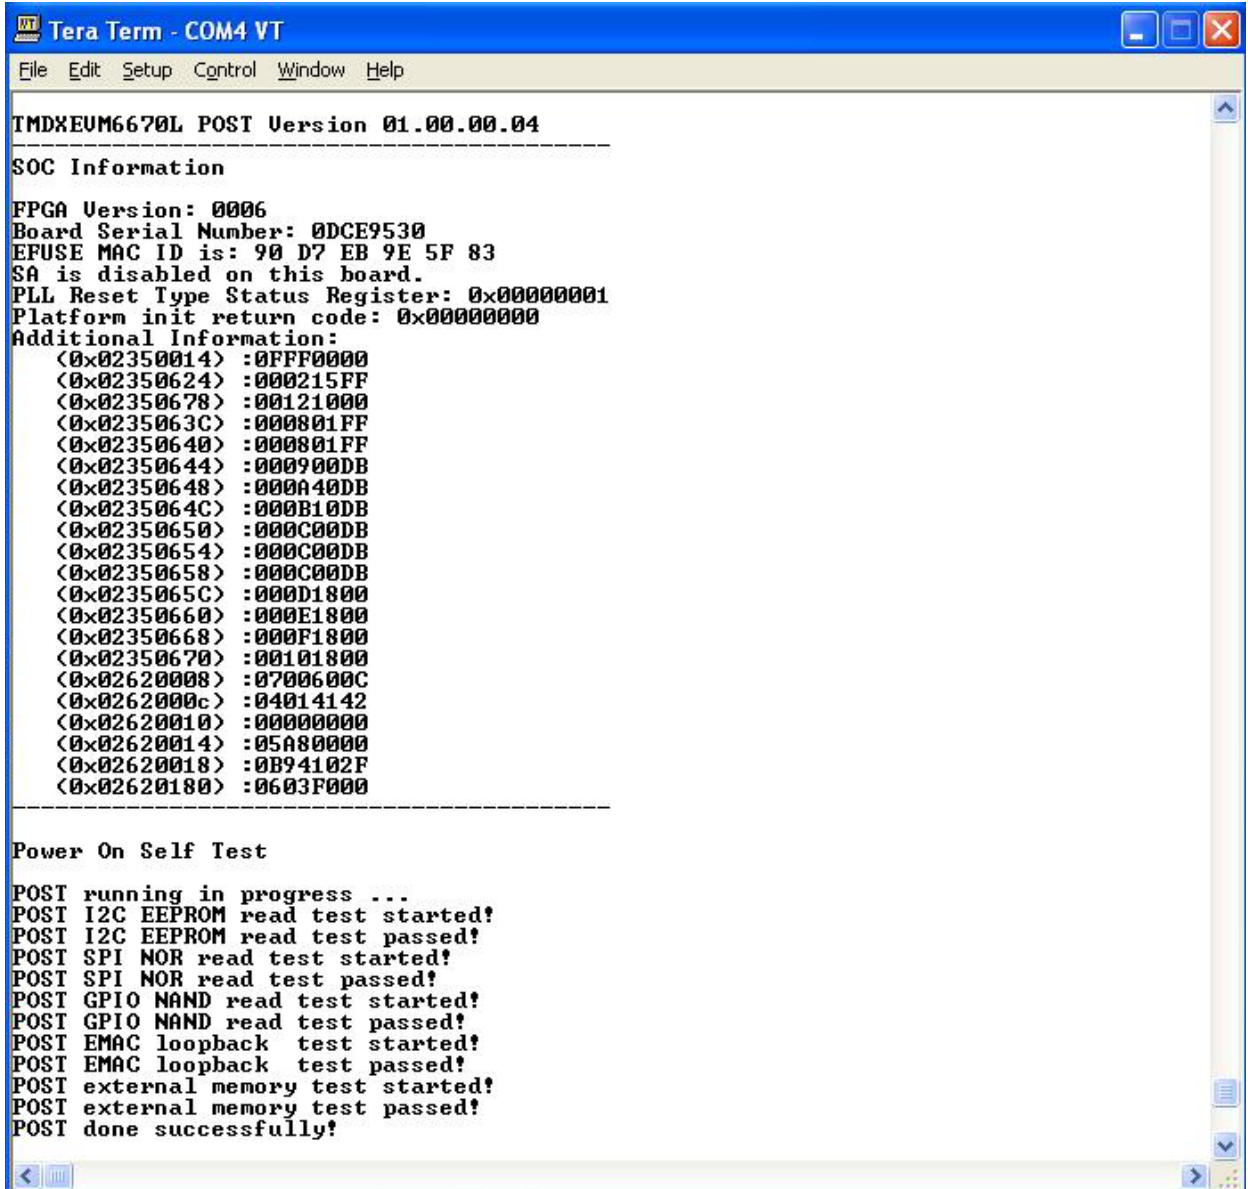 Tera Term - COM4 VT
File Edit Setup Control Window Help
TMDXEVM6670L POST Version 01.00.00.04
------------------------------------------
SOC Information
FPGA Version: 0006
Board Serial Number: 0DCE9530
EFUSE MAC ID is: 90 D7 EB 9E 5F 83
SA is disabled on this board.
PLL Reset Type Status Register: 0x00000001
Platform init return code: 0x00000000
Additional Information:
(0x02350014) :0FFF0000
(0x02350624) :000215FF
(0x02350678) :00121000
(0x0235063C) :000801FF
(0x02350640) :000801FF
(0x02350644) :000900DB
(0x02350648) :000A40DB
(0x0235064C) :000B10DB
(0x02350650) :000C00DB
(0x02350654) :000C00DB
(0x02350658) :000C00DB
(0x0235065C) :000D1800
(0x02350660) :000E1800
(0x02350668) :000F1800
(0x02350670) :00101800
(0x02620008) :0700600C
(0x0262000c) :04014142
(0x02620010) :00000000
(0x02620014) :05A80000
(0x02620018) :0B94102F
(0x02620180) :0603F000
------------------------------------------
Power On Self Test
POST running in progress ...
POST I2C EEPROM read test started!
POST I2C EEPROM read test passed!
POST SPI NOR read test started!
POST SPI NOR read test passed!
POST GPIO NAND read test started!
POST GPIO NAND read test passed!
POST EMAC loopback  test started!
POST EMAC loopback  test passed!
POST external memory test started!
POST external memory test passed!
POST done successfully!